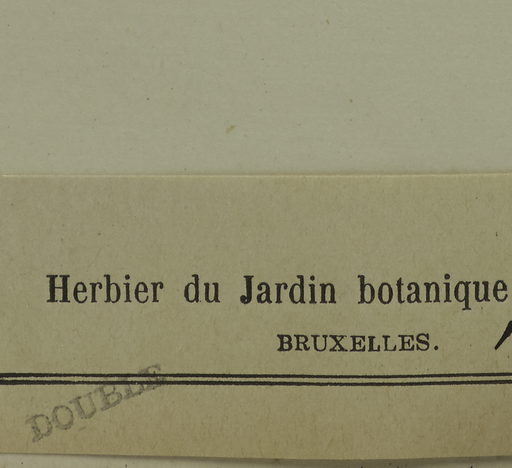 Herbier du Jardin botanique
BRUXELLES.
DOUBLE